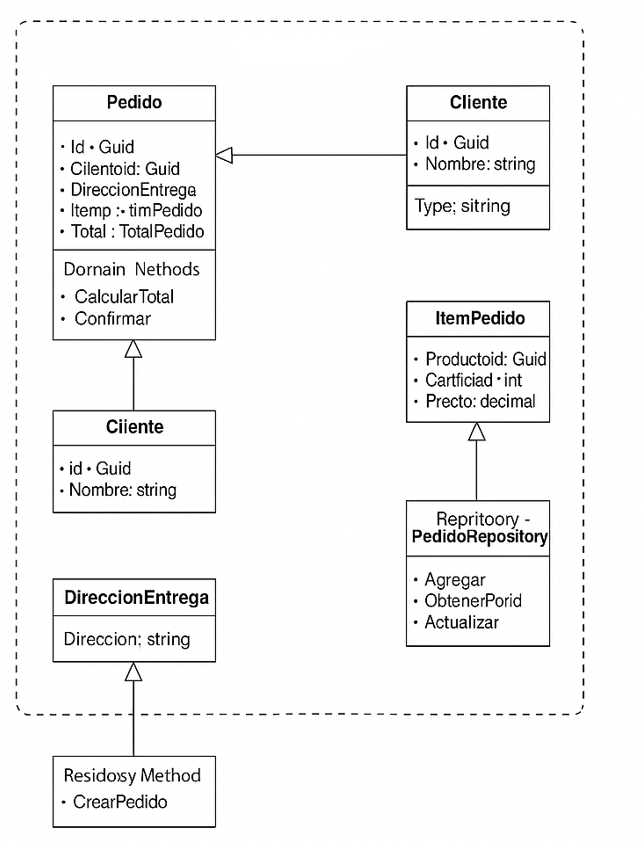 Pedido
• Id • Guid
• Cilentoid: Guid
• DireccionEntrega
• Itemp :• timPedido
• Total : TotalPedido
Dornain Nethods
• CalcularTotal
• Confirmar
Cliente
• Id • Guid
• Nombre: string
Type; sitring
ItemPedido
• Productoid: Guid
• Cartficiad • int
• Precto: decimal
Ciiente
• id • Guid
• Nombre: string
Repritoory -
PedidoRepository
• Agregar
• ObtenerPorid
• Actualizar
DireccionEntrega
Direccion; string
Residoısy Method
• CrearPedido